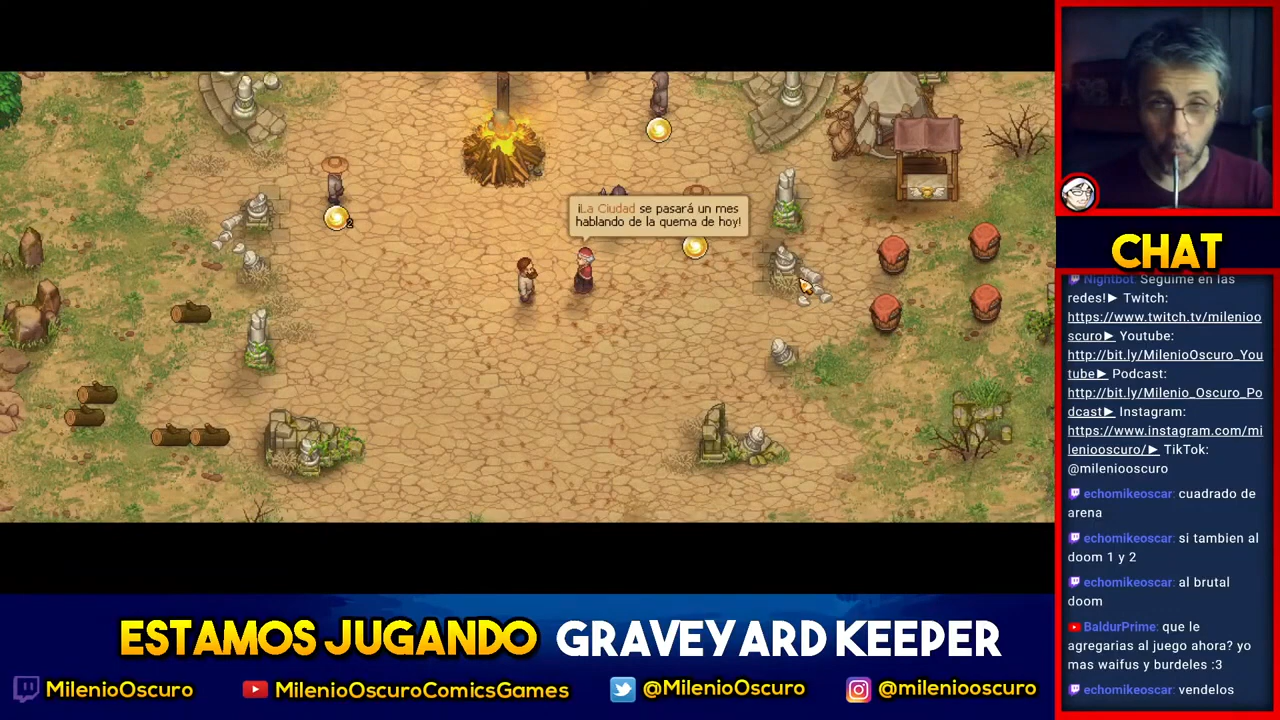 ¡La Ciudad se pasará un mes
hablando de la quema de hoy!
2
CHAT
Nightbot: Seguime en las
redes!► Twitch:
https://www.twitch.tv/milenioo
scuro► Youtube:
http://bit.ly/MilenioOscuro_You
tube► Podcast:
http://bit.ly/Milenio_Oscuro_Po
dcast► Instagram:
https://www.instagram.com/mi
leniooscuro/► TikTok:
@mileniooscuro
echomikeoscar: cuadrado de
arena
echomikeoscar: si tambien al
doom 1 y 2
echomikeoscar: al brutal
doom
BaldurPrime: que le
agregarias al juego ahora? yo
mas waifus y burdeles :3
echomikeoscar: vendelos
ESTAMOS JUGANDO GRAVEYARD KEEPER
MilenioOscuro MilenioOscuroComicsGames @MilenioOscuro @mileniooscuro